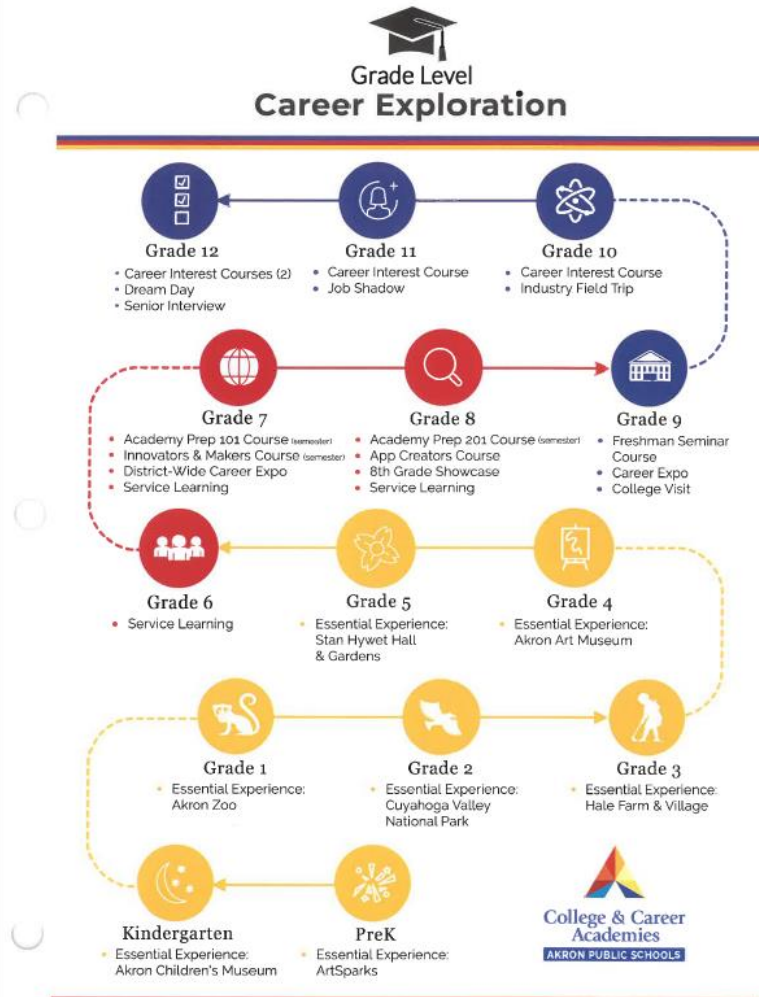 Grade Level
Career Exploration
Grade 12
• Career Interest Courses (2)
• Dream Day
• Senior Interview
Grade 11
• Career Interest Course
• Job Shadow
Grade 10
• Career Interest Course
• Industry Field Trip
Grade 7
• Academy Prep 101 Course (semester)
• Innovators & Makers Course (semester)
• District-Wide Career Expo
• Service Learning
Grade 8
• Academy Prep 201 Course (semester)
• App Creators Course
• 8th Grade Showcase
• Service Learning
Grade 9
• Freshman Seminar
Course
• Career Expo
• College Visit
Grade 6
• Service Learning
Grade 5
• Essential Experience:
Stan Hywet Hall
& Gardens
Grade 4
• Essential Experience:
Akron Art Museum
Grade 1
• Essential Experience:
Akron Zoo
Grade 2
• Essential Experience:
Cuyahoga Valley
National Park
Grade 3
• Essential Experience:
Hale Farm & Village
Kindergarten
• Essential Experience:
Akron Children's Museum
PreK
• Essential Experience:
ArtSparks
College & Career
Academies
AKRON PUBLIC SCHOOLS